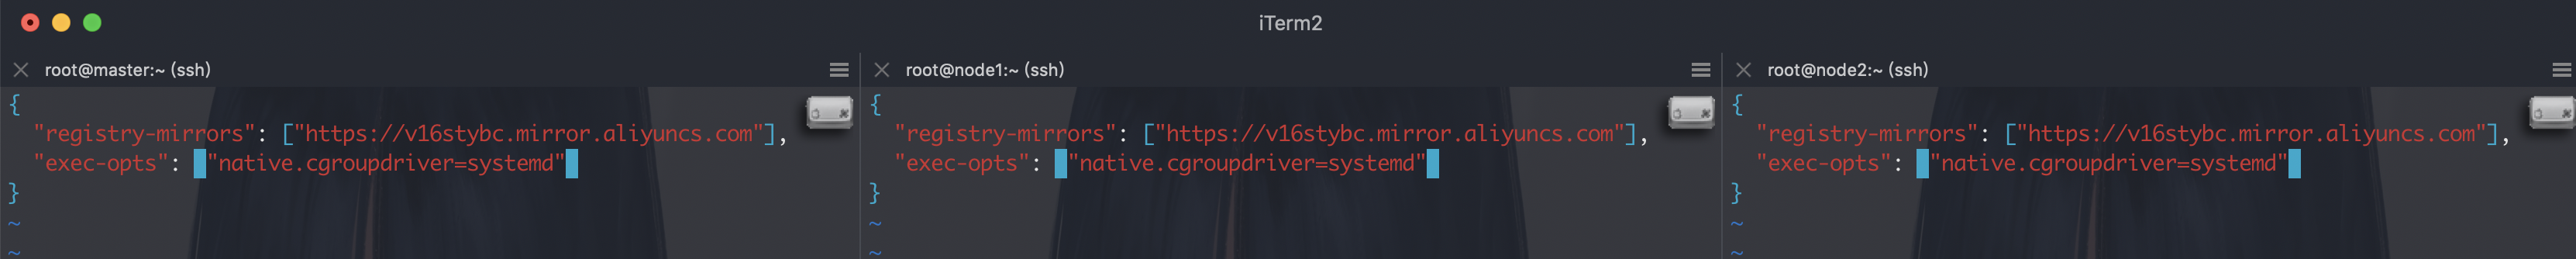 iTerm2
root@master:~ (ssh)
{
  "registry-mirrors": ["https://v16stybc.mirror.aliyuncs.com"],
  "exec-opts": ["native.cgroupdriver=systemd"]
}
~
~
root@node1:~ (ssh)
{
  "registry-mirrors": ["https://v16stybc.mirror.aliyuncs.com"],
  "exec-opts": ["native.cgroupdriver=systemd"]
}
~
~
root@node2:~ (ssh)
{
  "registry-mirrors": ["https://v16stybc.mirror.aliyuncs.com"],
  "exec-opts": ["native.cgroupdriver=systemd"]
}
~
~